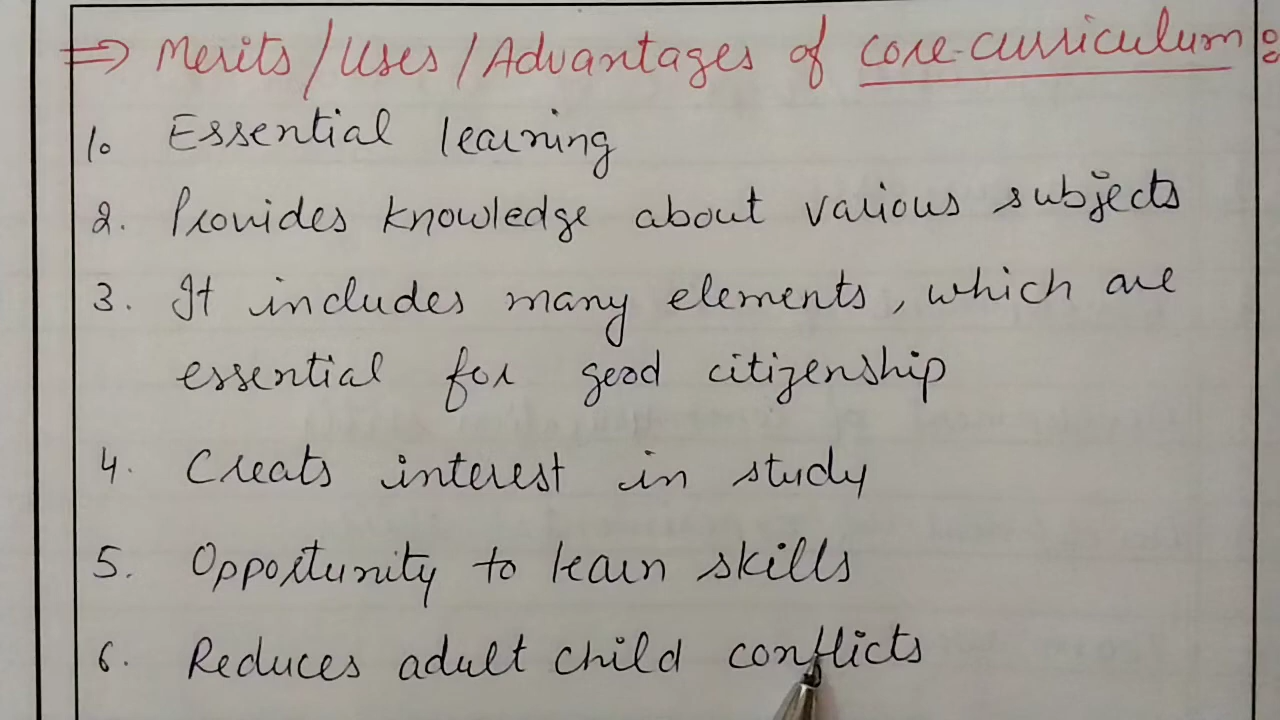 ⇒ Merits/Uses/Advantages of core-curriculum:
1. Essential learning
2. Provides knowledge about various subjects
3. It includes many elements, which are
essential for good citizenship
4. Creats interest in study
5. Opportunity to learn skills
6. Reduces adult child conflicts